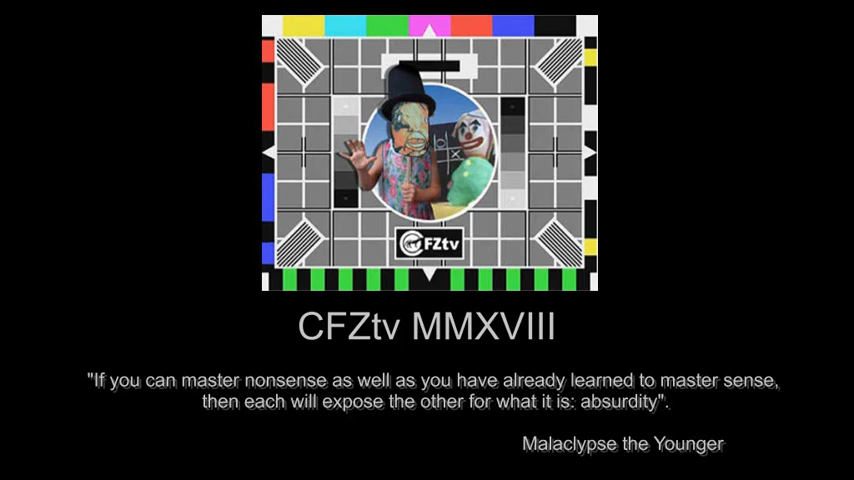 CFZtv
CFZtv MMXVIII
"If you can master nonsense as well as you have already learned to master sense,
then each will expose the other for what it is: absurdity".
Malaclypse the Younger